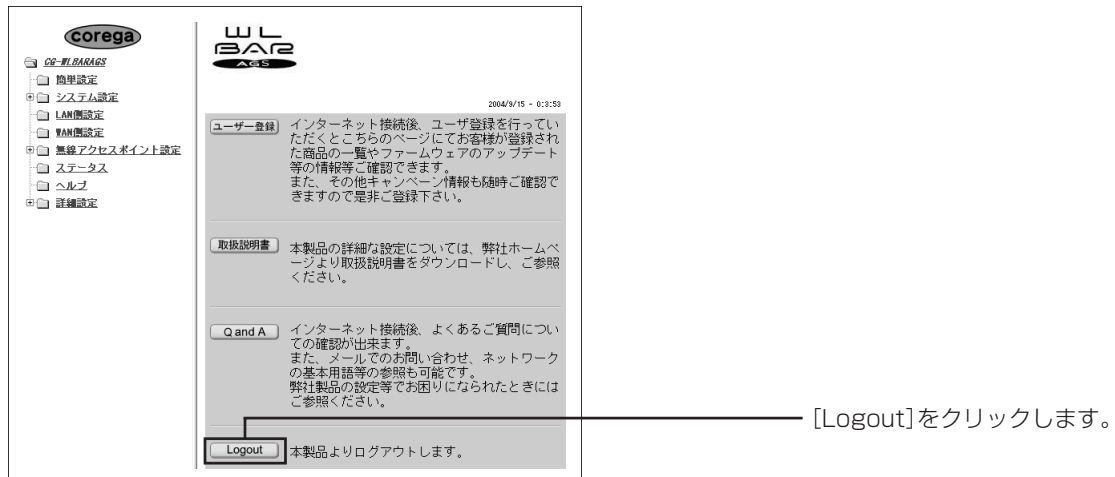 corega
CG-WLBARAGS
簡単設定
システム設定
LAN側設定
WAN側設定
無線アクセスポイント設定
ステータス
ヘルプ
詳細設定
WL
BAR
AGS
2004/9/15 - 0:3:53
ユーザー登録
インターネット接続後、ユーザ登録を行ってい
ただくとこちらのページにてお客様が登録され
た商品の一覧やファームウェアのアップデート
等の情報等ご確認できます。
また、その他キャンペーン情報も随時ご確認で
きますので是非ご登録下さい。
取扱説明書
本製品の詳細な設定については、弊社ホームペ
ージより取扱説明書をダウンロードし、ご参照
ください。
Q and A
インターネット接続後、よくあるご質問につい
ての確認が出来ます。
また、メールでのお問い合わせ、ネットワーク
の基本用語等の参照も可能です。
弊社製品の設定等でお困りになられたときには
ご参照ください。
Logout
本製品よりログアウトします。
[Logout]をクリックします。